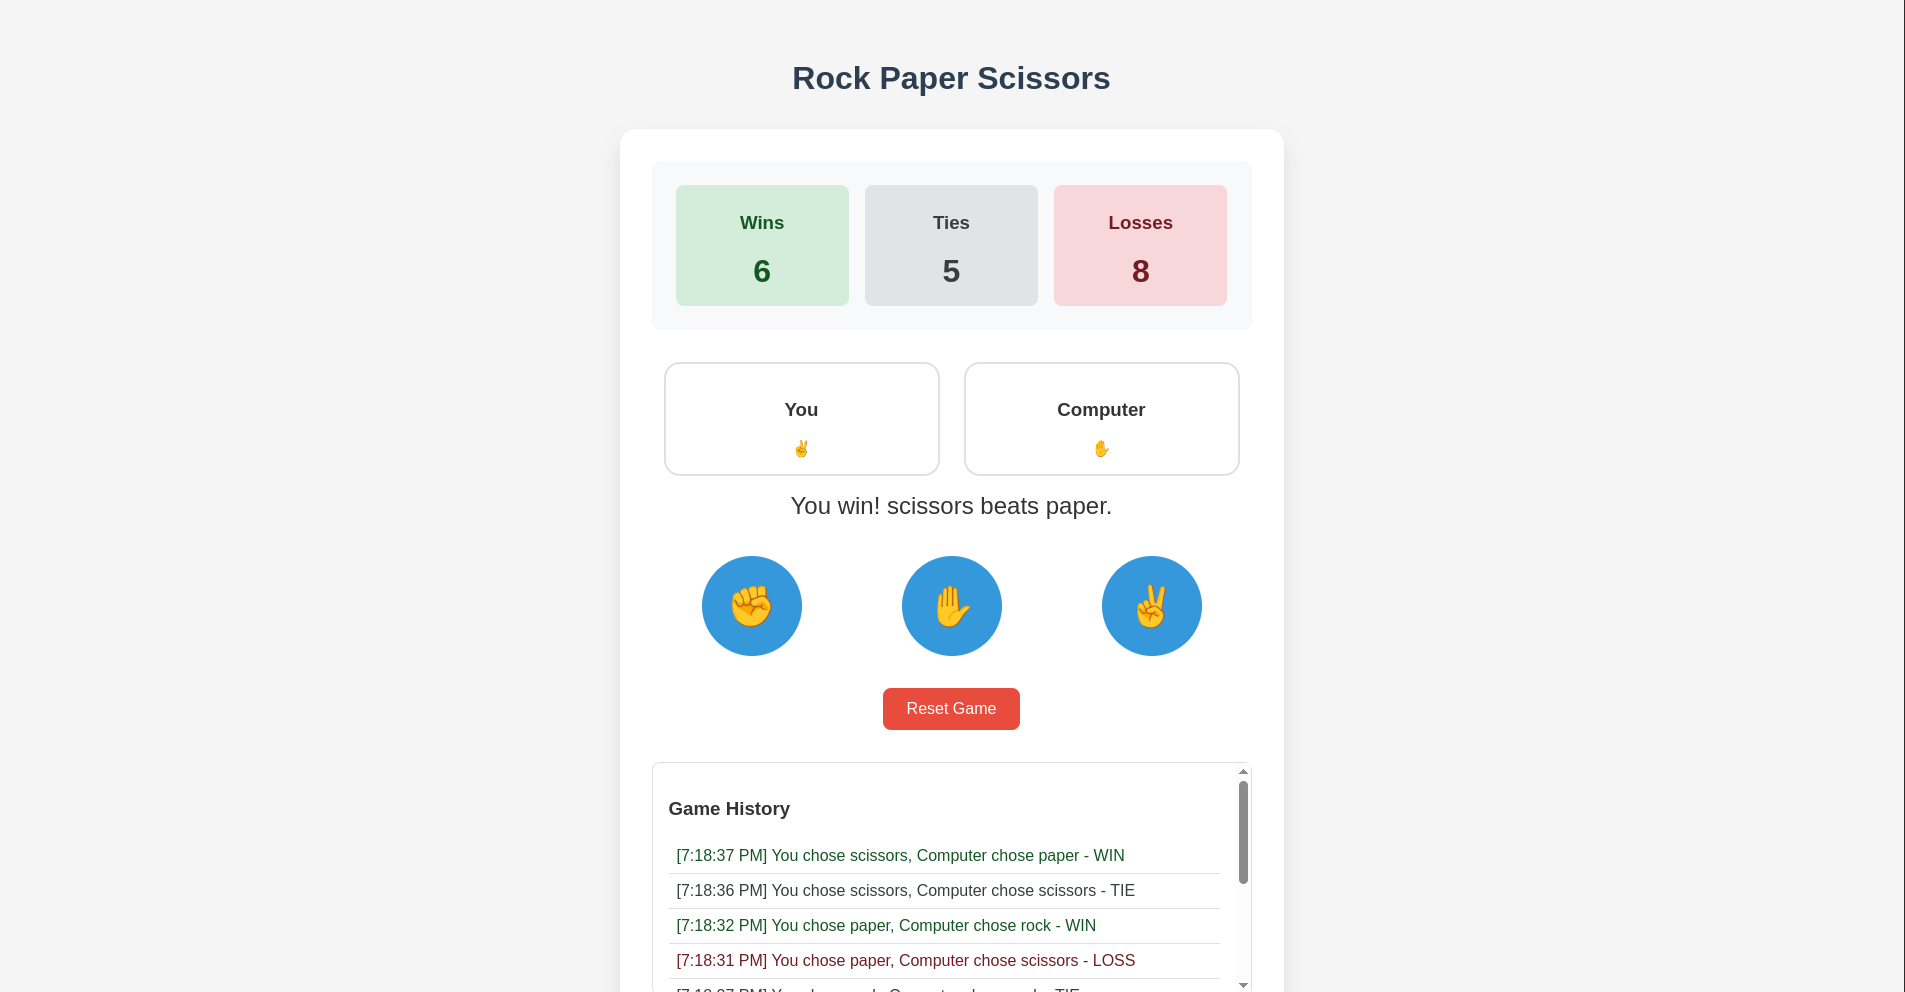 Rock Paper Scissors
Wins
6
Ties
5
Losses
8
You
✌
Computer
✋
You win! scissors beats paper.
✊ ✋ ✌
Reset Game
Game History
[7:18:37 PM] You chose scissors, Computer chose paper - WIN
[7:18:36 PM] You chose scissors, Computer chose scissors - TIE
[7:18:32 PM] You chose paper, Computer chose rock - WIN
[7:18:31 PM] You chose paper, Computer chose scissors - LOSS